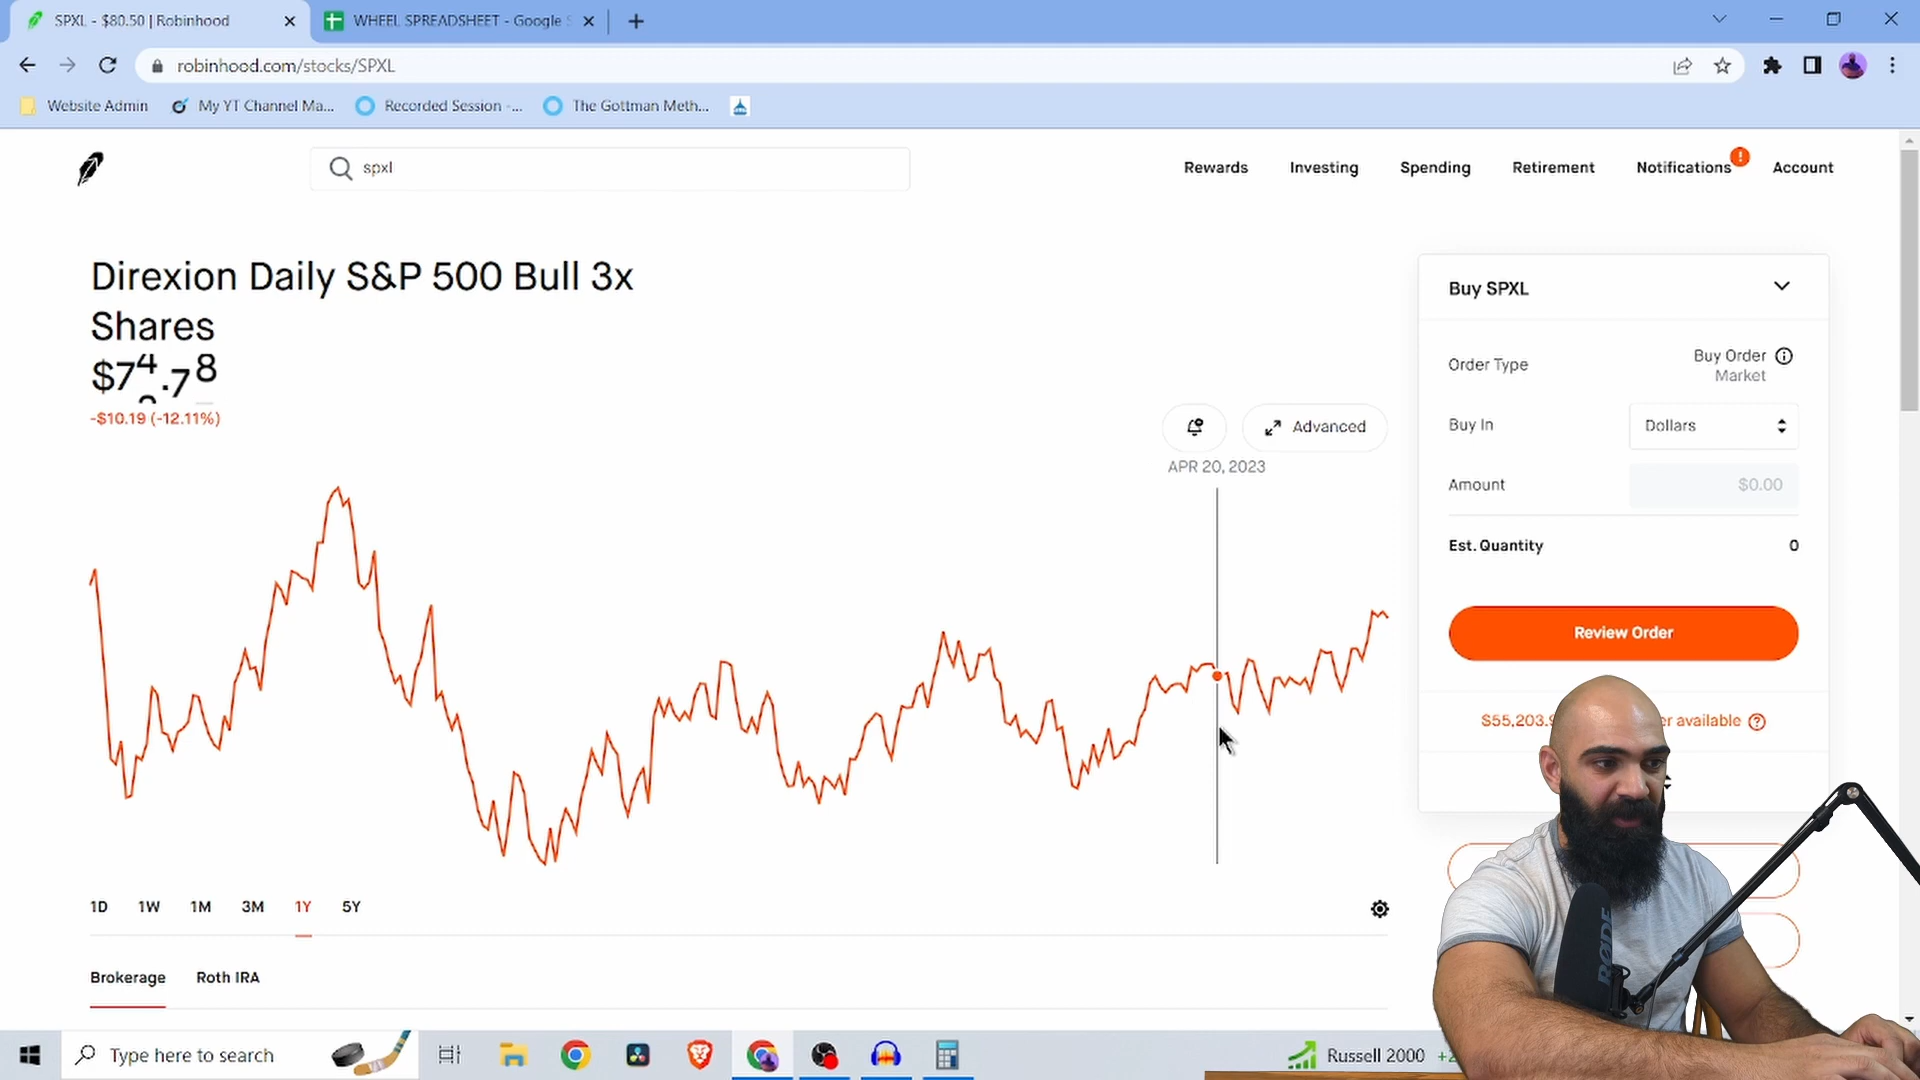 SPXL - $80.50 | Robinhood
WHEEL SPREADSHEET - Google S
robinhood.com/stocks/SPXL
Website Admin
My YT Channel Ma...
Recorded Session -...
The Gottman Meth...
spxl
Rewards
Investing
Spending
Retirement
Notifications
Account
Direxion Daily S&P 500 Bull 3x
Shares
-$10.19 (-12.11%)
Advanced
APR 20, 2023
Buy SPXL
Order Type
Buy Order
Market
Buy In
Dollars
Amount
$0.00
Est. Quantity
0
Review Order
available
1D
1W
1M
3M
1Y
5Y
Brokerage
Roth IRA
RØDE
Type here to search
Russell 2000